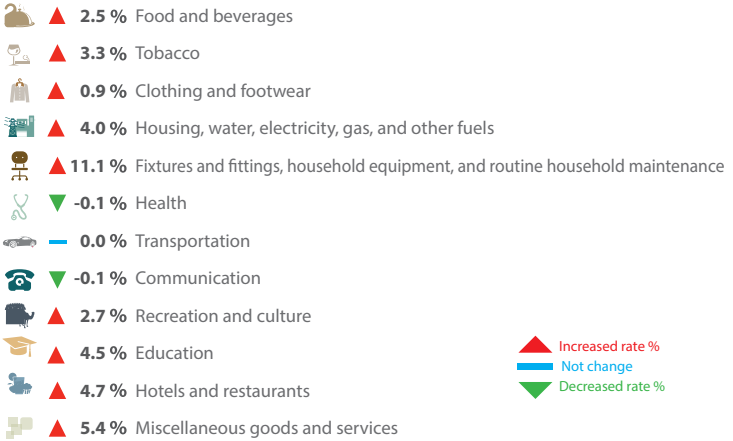 2.5 % Food and beverages
3.3 % Tobacco
0.9 % Clothing and footwear
4.0 % Housing, water, electricity, gas, and other fuels
11.1 % Fixtures and fittings, household equipment, and routine household maintenance
-0.1 % Health
0.0 % Transportation
-0.1 % Communication
2.7 % Recreation and culture
4.5 % Education
4.7 % Hotels and restaurants
5.4 % Miscellaneous goods and services
Increased rate %
Not change
Decreased rate %